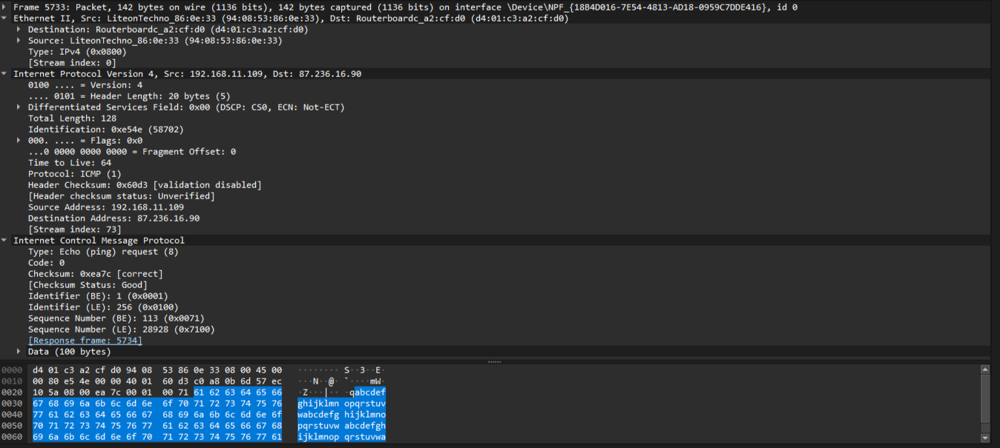 Frame 5733: Packet, 142 bytes on wire (1136 bits), 142 bytes captured (1136 bits) on interface \Device\NPF_{18B4D016-7E54-4813-AD18-0959C7DDE416}, id 0
Ethernet II, Src: LiteonTechno_86:0e:33 (94:08:53:86:0e:33), Dst: Routerboardc_a2:cf:d0 (d4:01:c3:a2:cf:d0)
Destination: Routerboardc_a2:cf:d0 (d4:01:c3:a2:cf:d0)
Source: LiteonTechno_86:0e:33 (94:08:53:86:0e:33)
Type: IPv4 (0x0800)
[Stream index: 0]
Internet Protocol Version 4, Src: 192.168.11.109, Dst: 87.236.16.90
0100 .... = Version: 4
.... 0101 = Header Length: 20 bytes (5)
Differentiated Services Field: 0x00 (DSCP: CS0, ECN: Not-ECT)
Total Length: 128
Identification: 0xe54e (58702)
000. .... = Flags: 0x0
...0 0000 0000 0000 = Fragment Offset: 0
Time to Live: 64
Protocol: ICMP (1)
Header Checksum: 0x60d3 [validation disabled]
[Header checksum status: Unverified]
Source Address: 192.168.11.109
Destination Address: 87.236.16.90
[Stream index: 73]
Internet Control Message Protocol
Type: Echo (ping) request (8)
Code: 0
Checksum: 0xea7c [correct]
[Checksum Status: Good]
Identifier (BE): 1 (0x0001)
Identifier (LE): 256 (0x0100)
Sequence Number (BE): 113 (0x0071)
Sequence Number (LE): 28928 (0x7100)
[Response frame: 5734]
Data (100 bytes)
0000 d4 01 c3 a2 cf d0 94 08 53 86 0e 33 08 00 45 00 ········ S··3··E·
0010 00 80 e5 4e 00 00 40 01 60 d3 c0 a8 0b 6d 57 ec ···N··@· `····mW·
0020 10 5a 08 00 ea 7c 00 01 00 71 61 62 63 64 65 66 ·Z···|·· ·qabcdef
0030 67 68 69 6a 6b 6c 6d 6e 6f 70 71 72 73 74 75 76 ghijklmn opqrstuv
0040 77 61 62 63 64 65 66 67 68 69 6a 6b 6c 6d 6e 6f wabcdefg hijklmno
0050 70 71 72 73 74 75 76 77 61 62 63 64 65 66 67 68 pqrstuvw abcdefgh
0060 69 6a 6b 6c 6d 6e 6f 70 71 72 73 74 75 76 77 61 ijklmnop qrstuvwa